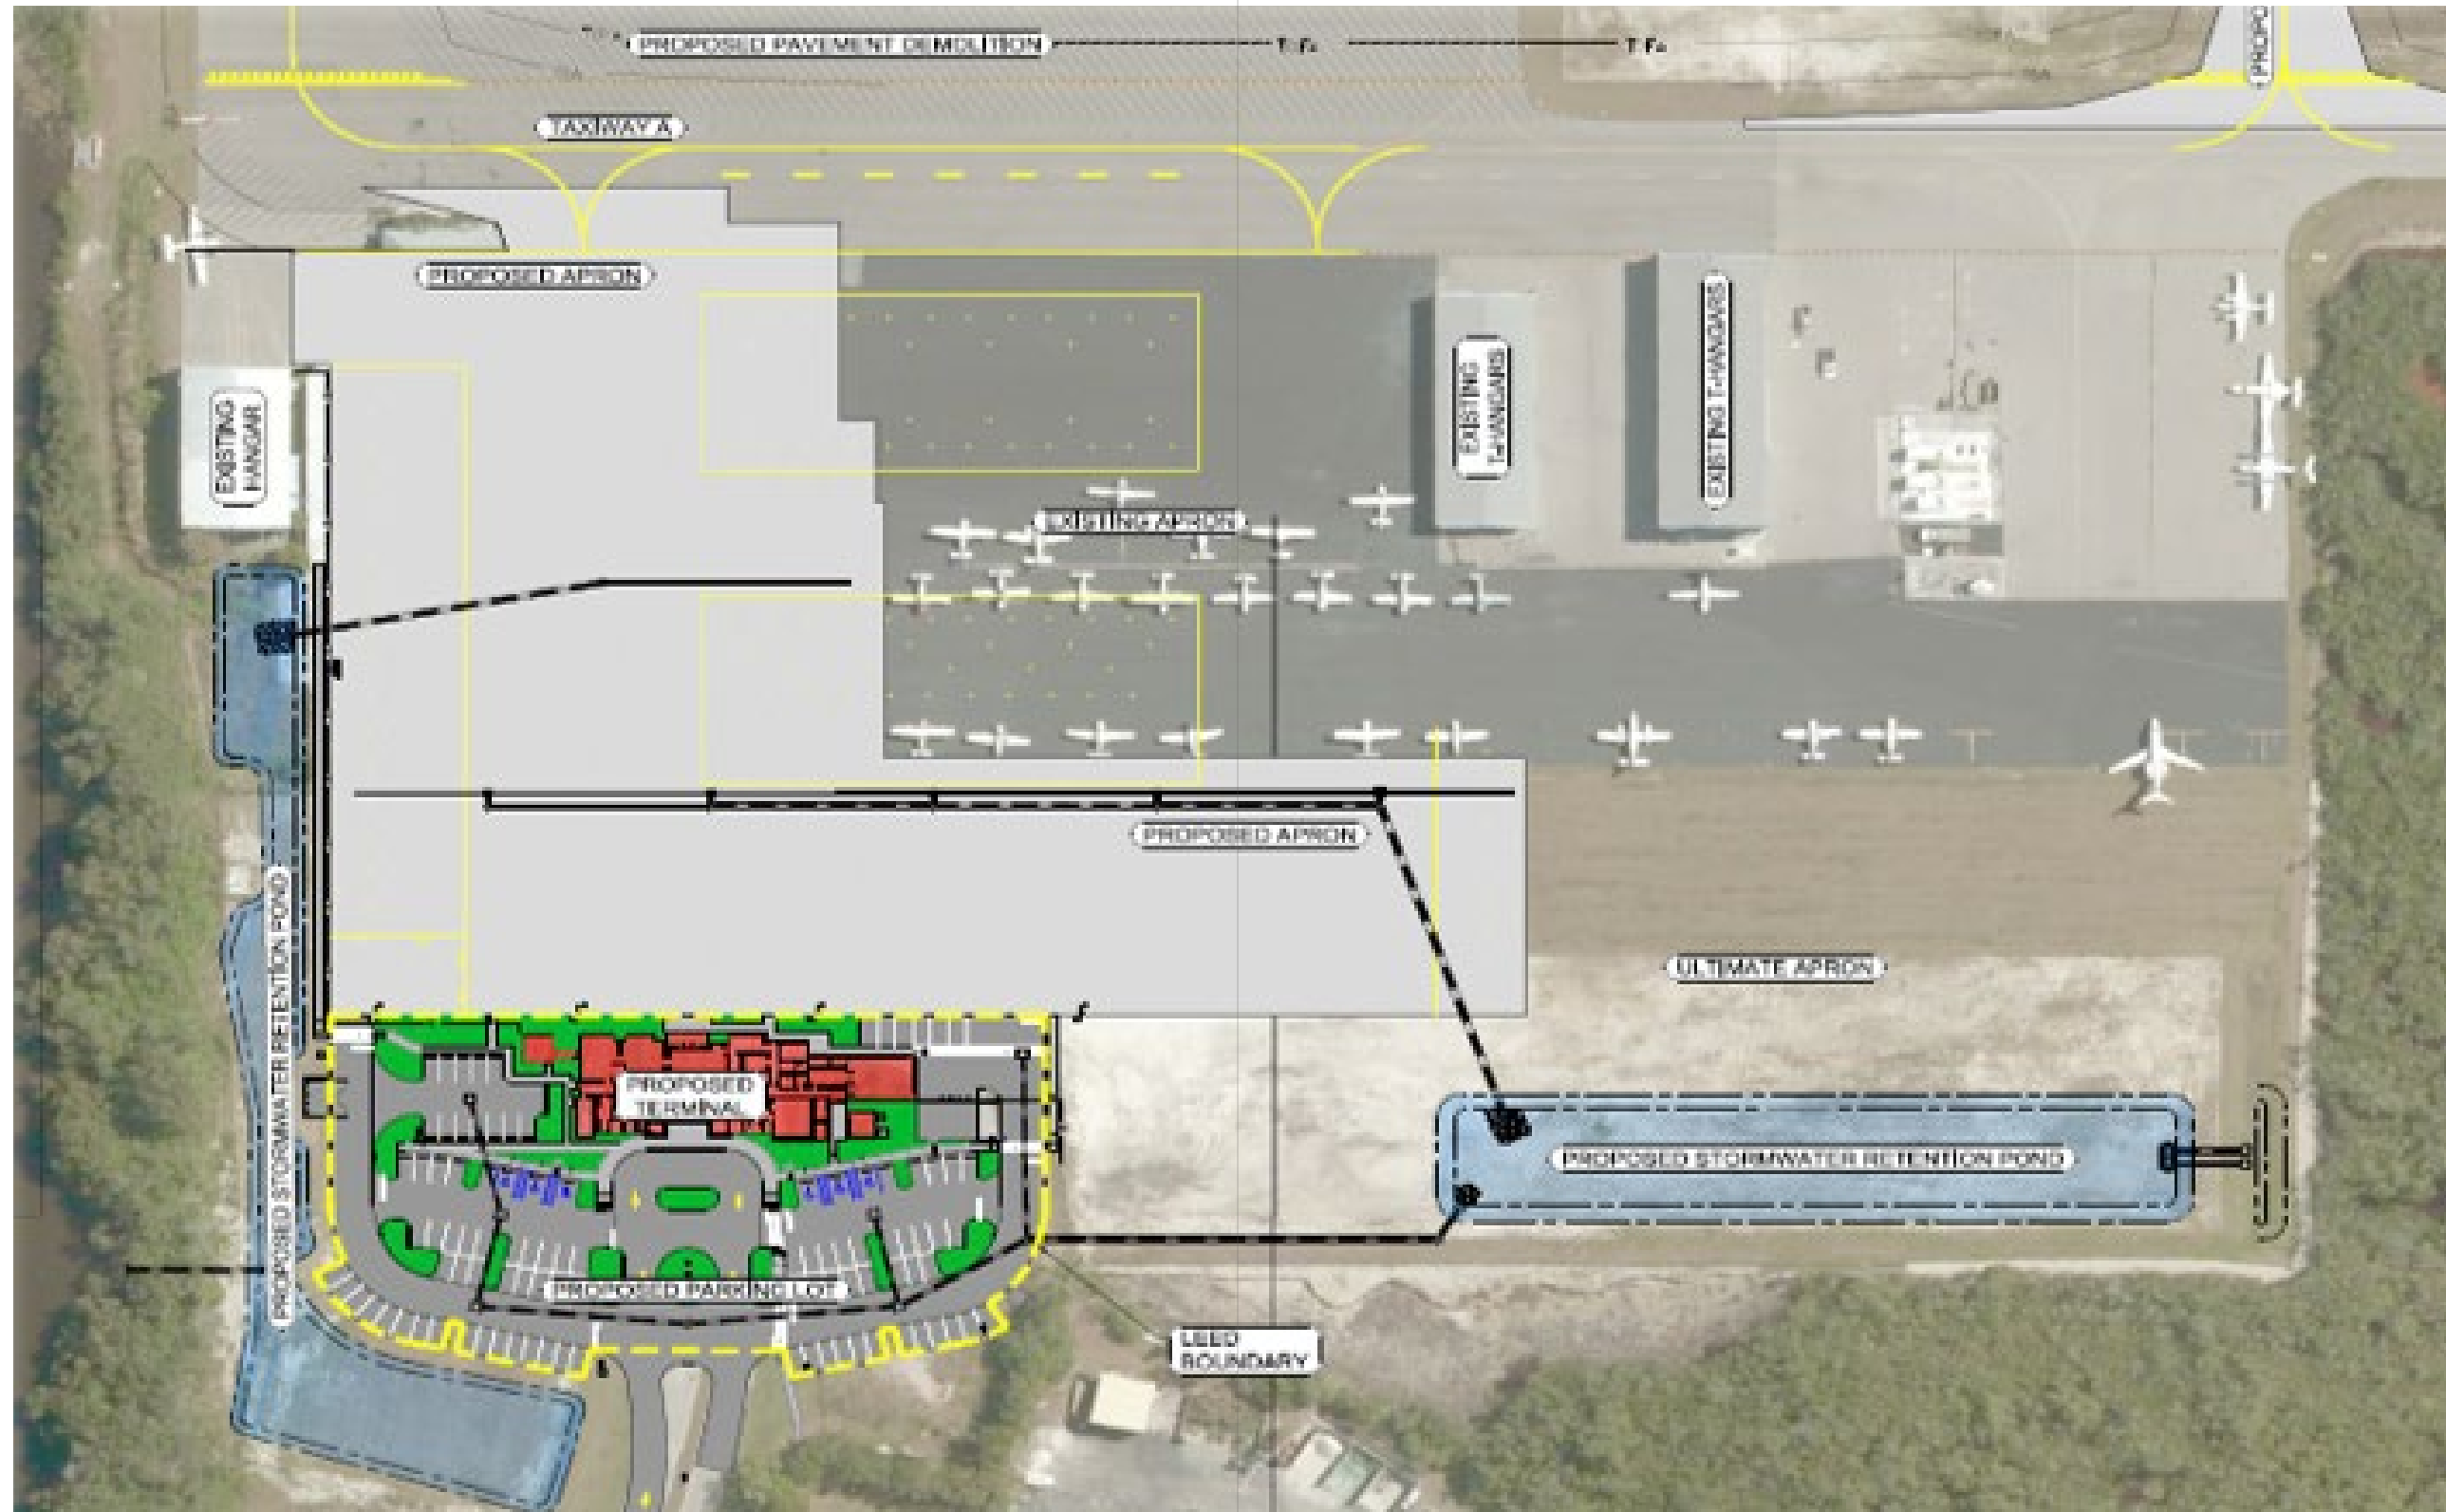 PROPOSED PAVEMENT DEMOLITION
TAXIWAY A
PROPOSED APRON
EXISTING
HANGAR
EXISTING
T-HANGARS
EXISTING T-HANGARS
EXISTING APRON
PROPOSED APRON
ULTIMATE APRON
PROPOSED STORMWATER RETENTION POND
PROPOSED
TERMINAL
PROPOSED STORMWATER RETENTION POND
PROPOSED PARKING LOT
LEED
BOUNDARY